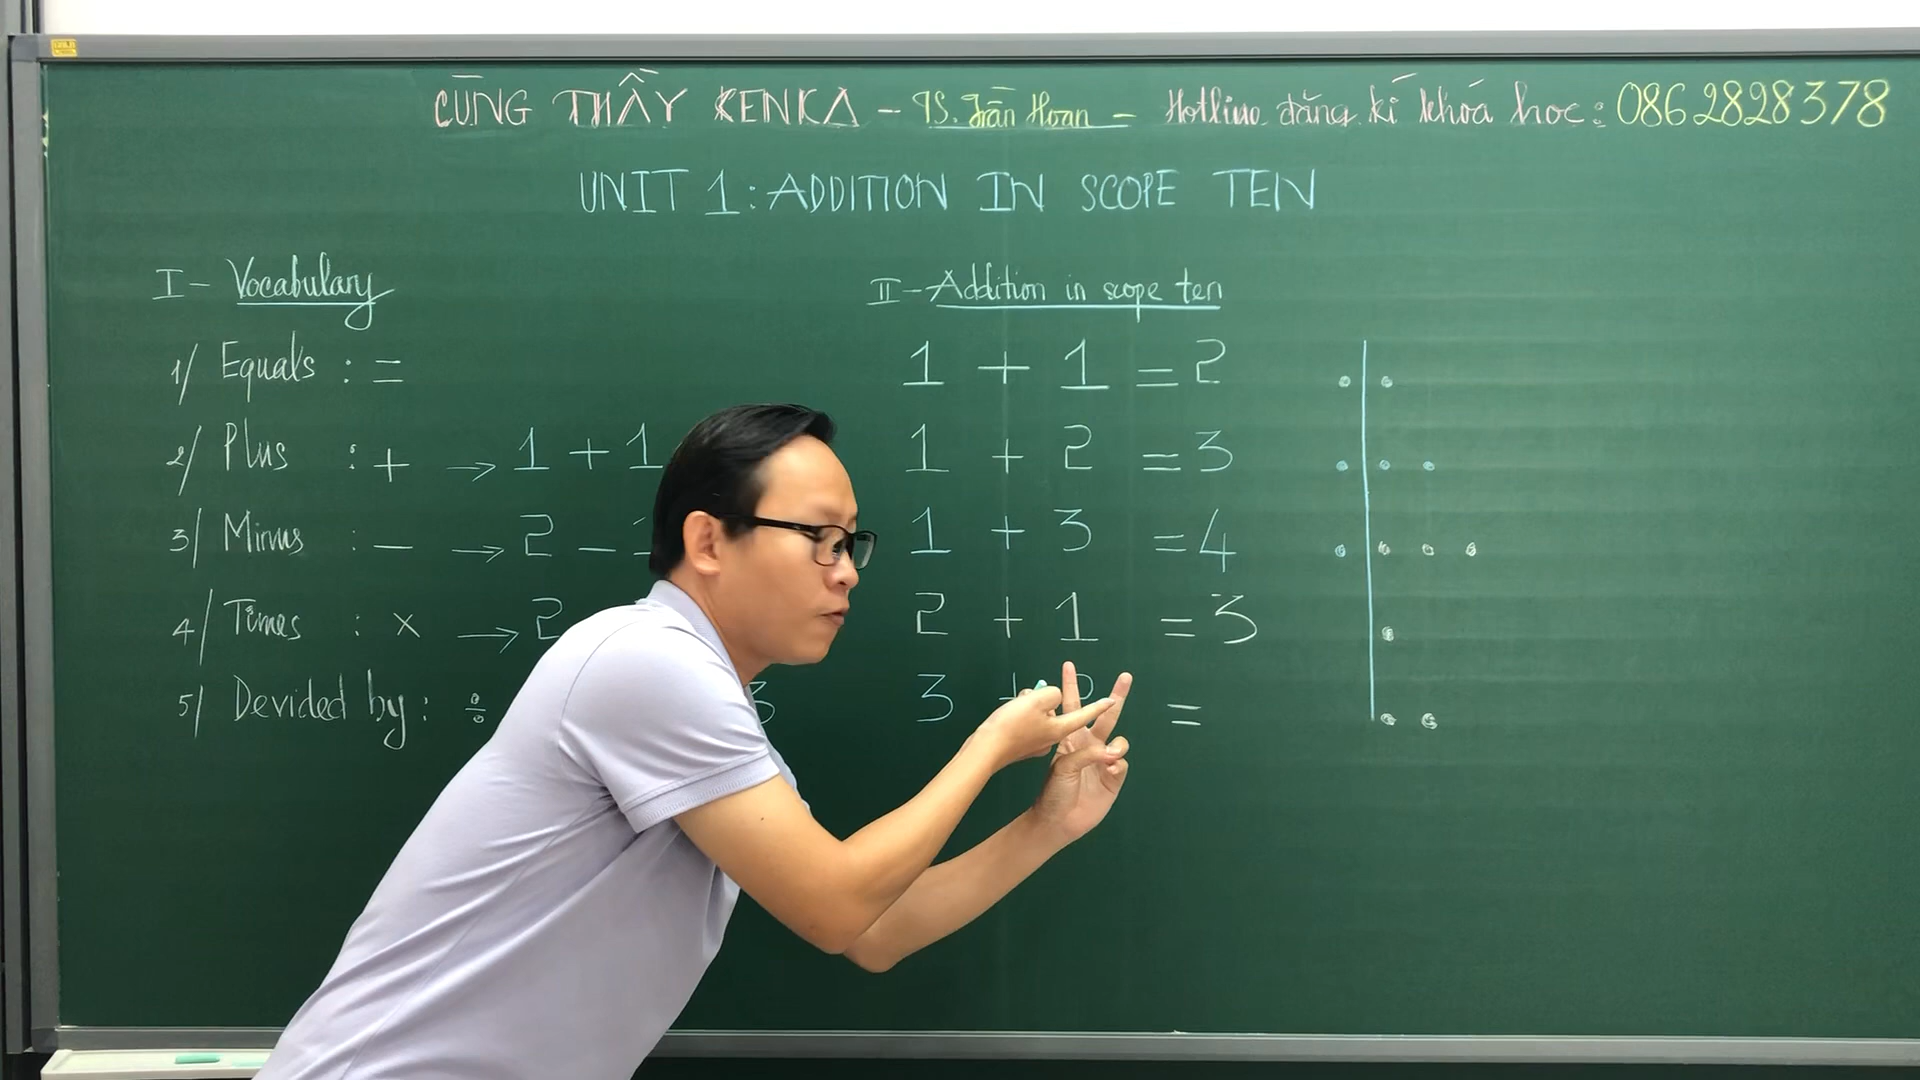 CÙNG THẦY KENKA - TS. Trần Hoan - Hotline đăng kí khóa học: 0862828378
UNIT 1: ADDITION IN SCOPE TEN
I- Vocabulary
1/ Equals : =
2/ Plus : + → 1 + 1
3/ Minus : − → 2 −
4/ Times : × → 2
5/ Devided by : ÷ 3
II- Addition in scope ten
1 + 1 = 2
1 + 2 = 3
1 + 3 = 4
2 + 1 = 3
3 + 2 =